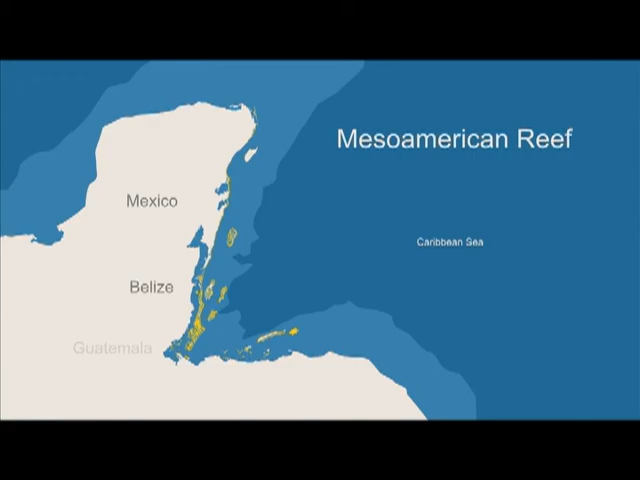 Mesoamerican Reef
Mexico
Caribbean Sea
Belize
Guatemala